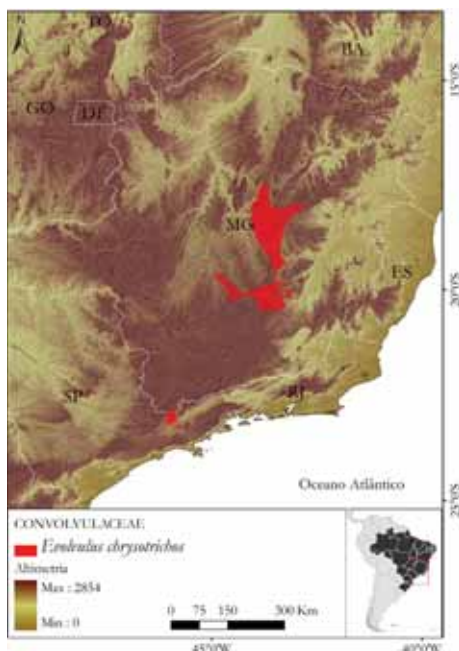 N
TO
BA
15°0'S
GO
DF
MG
20°0'S
ES
SP
RJ
Oceano Atlântico
25°0'S
CONVOLVULACEAE
Evolvulus chrysotrichos
Altimetria
Max : 2854
Min : 0
0 75 150 300 Km
45°0'W
40°0'W